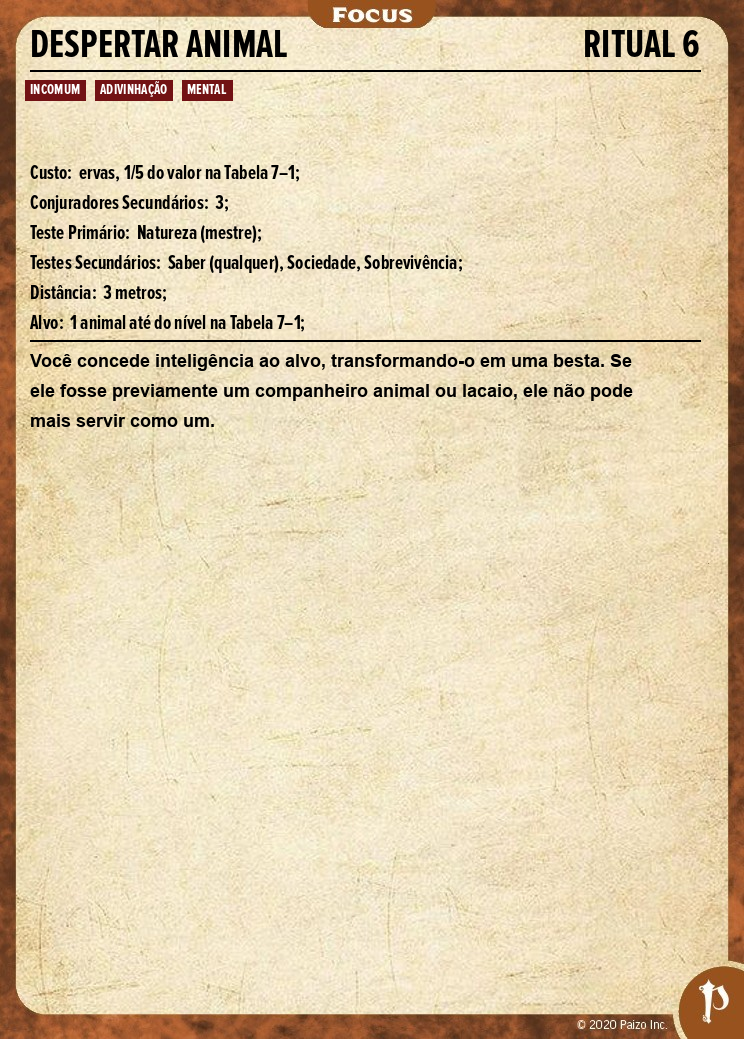 Focus
DESPERTAR ANIMAL RITUAL 6
INCOMUM ADIVINHAÇÃO MENTAL
Custo: ervas, 1/5 do valor na Tabela 7–1;
Conjuradores Secundários: 3;
Teste Primário: Natureza (mestre);
Testes Secundários: Saber (qualquer), Sociedade, Sobrevivência;
Distância: 3 metros;
Alvo: 1 animal até do nível na Tabela 7–1;
Você concede inteligência ao alvo, transformando-o em uma besta. Se
ele fosse previamente um companheiro animal ou lacaio, ele não pode
mais servir como um.
© 2020 Paizo Inc.
P